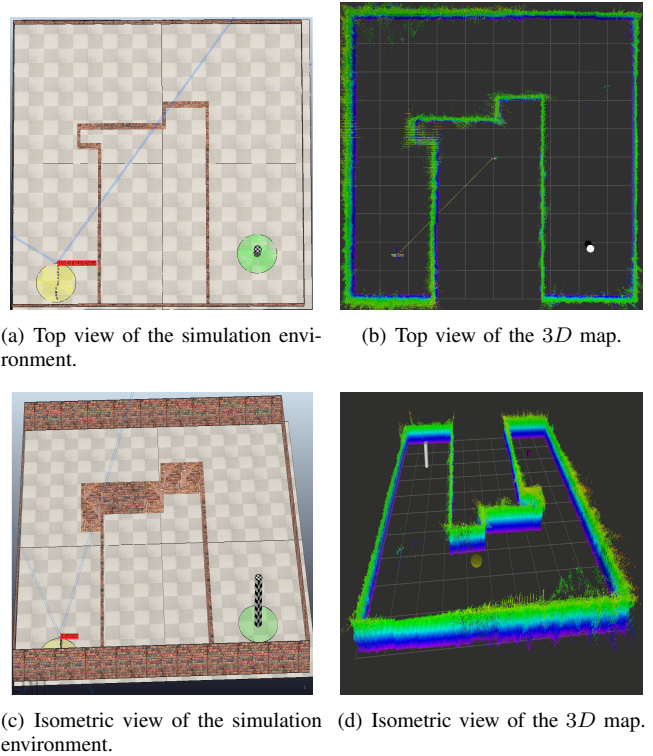 (a) Top view of the simulation envi-
ronment.
(b) Top view of the 3D map.
(c) Isometric view of the simulation
environment.
(d) Isometric view of the 3D map.